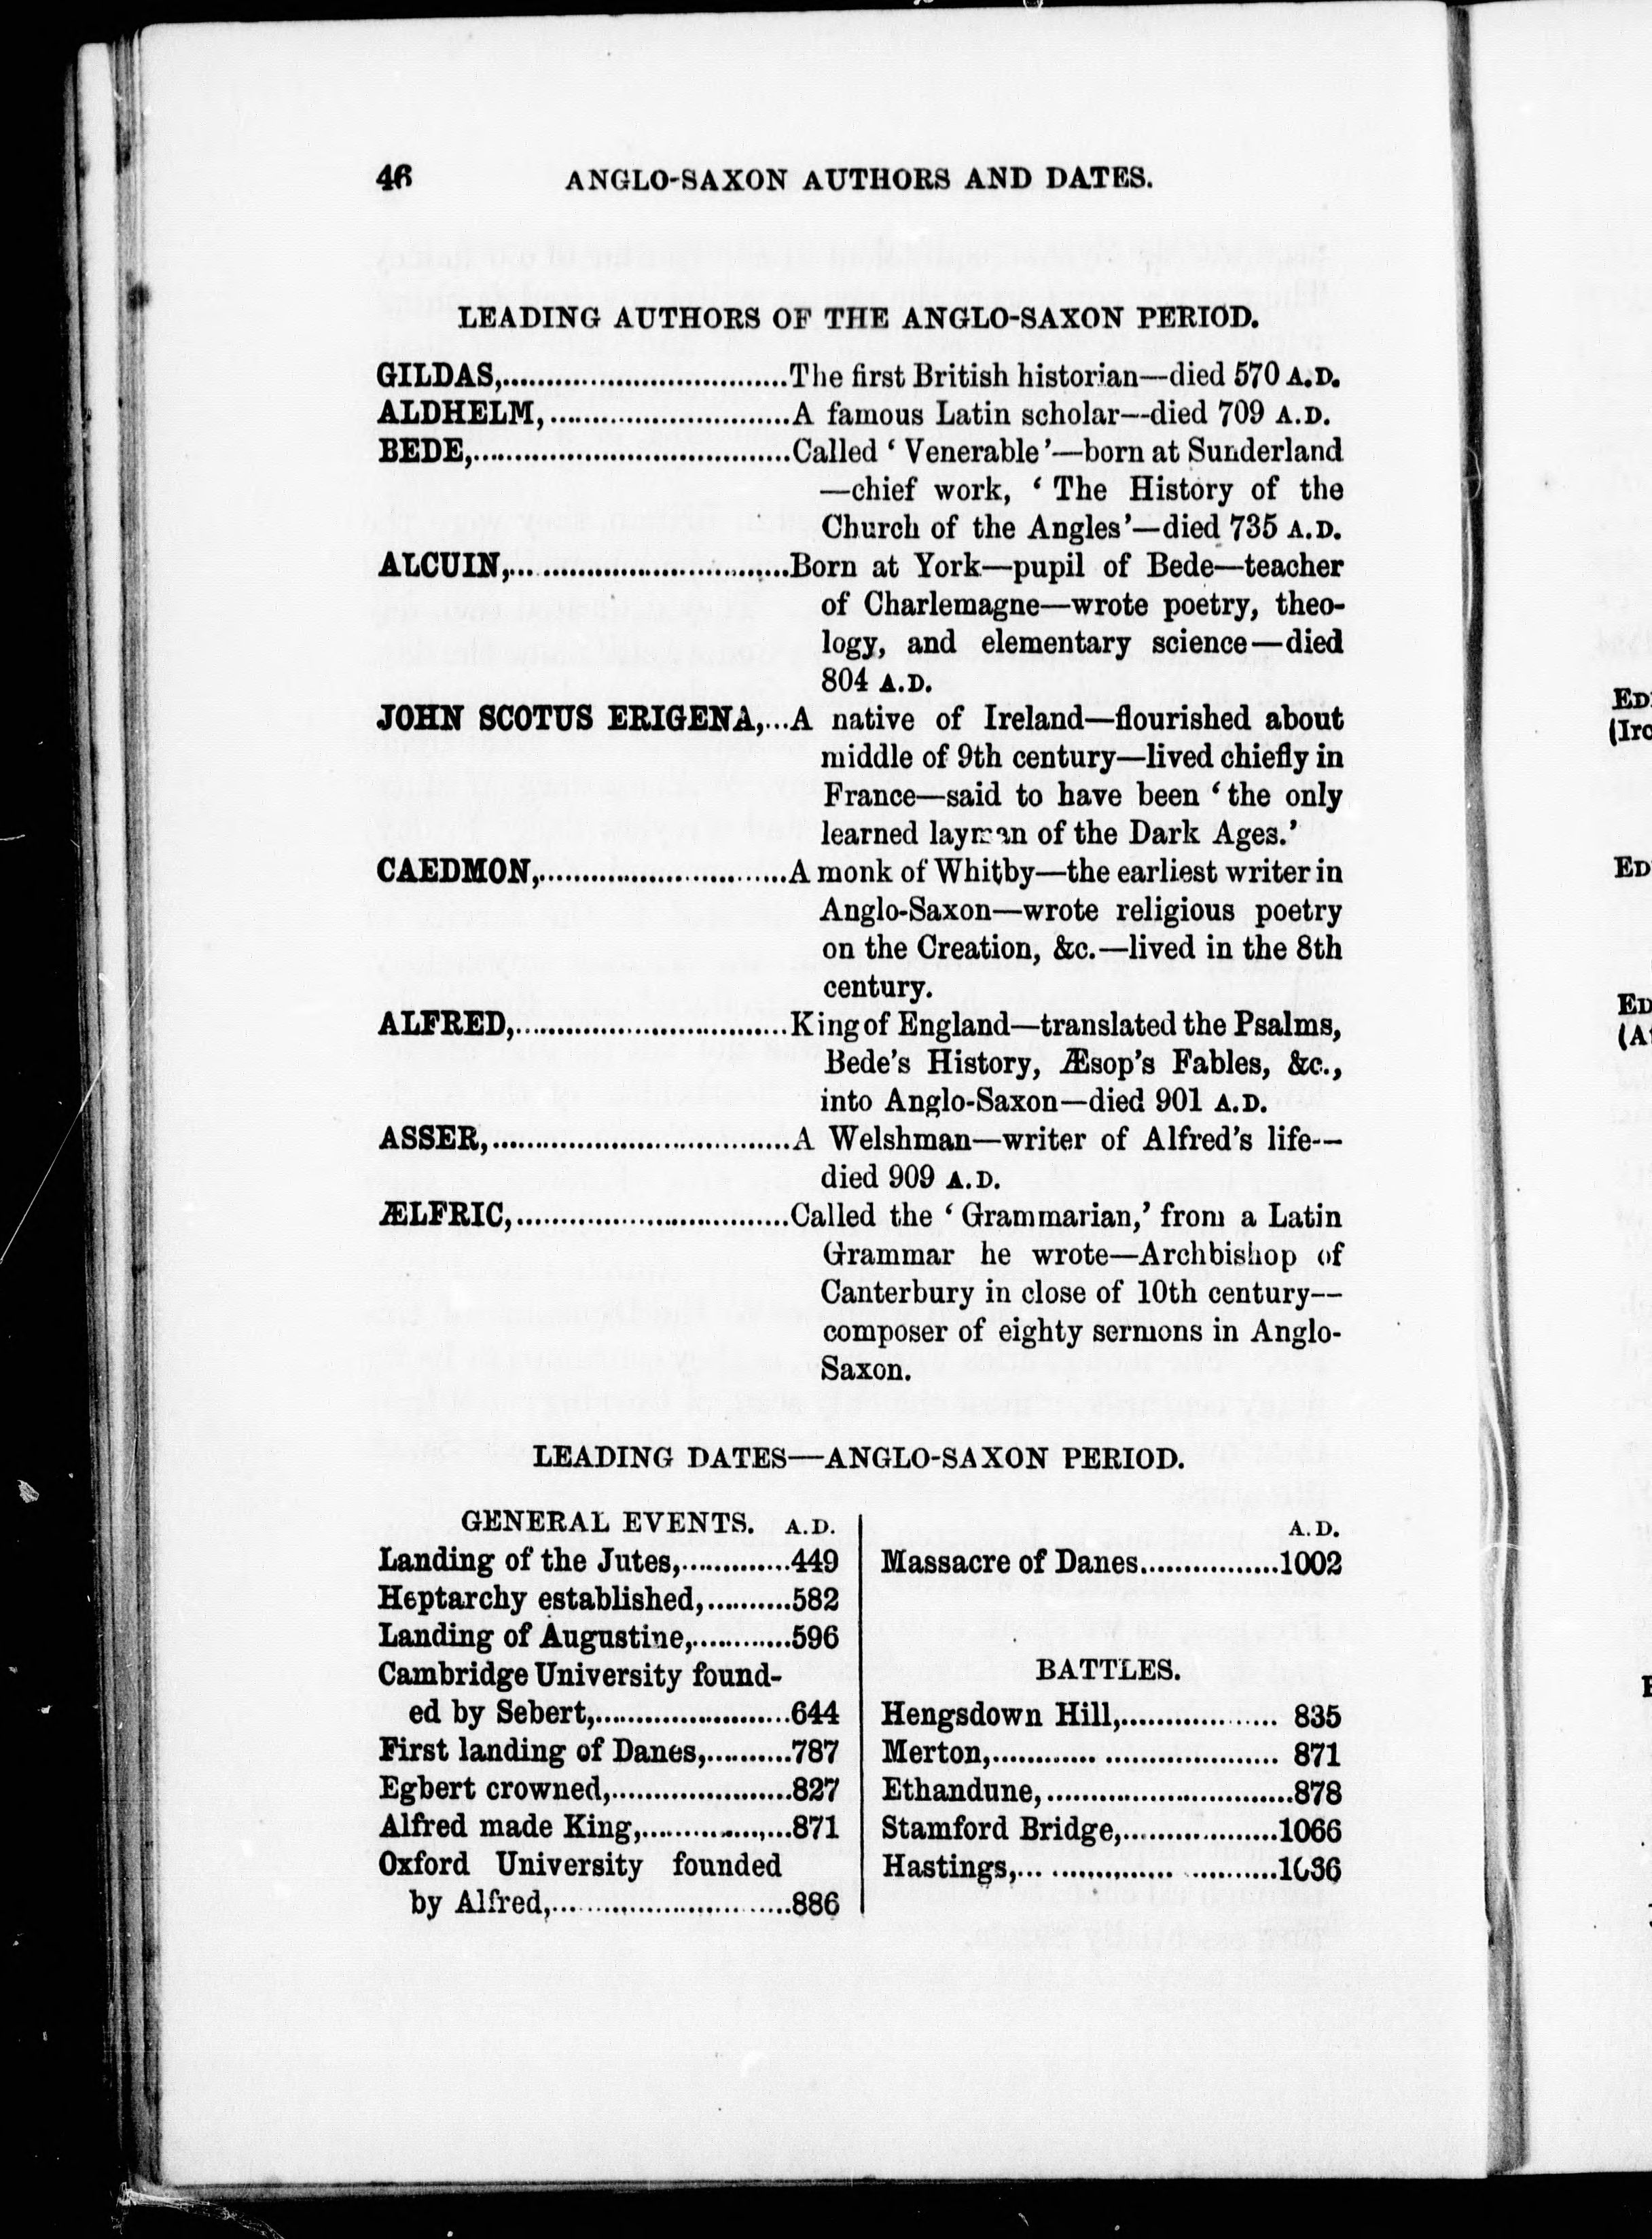 46 ANGLO-SAXON AUTHORS AND DATES.
LEADING AUTHORS OF THE ANGLO-SAXON PERIOD.
GILDAS,................................The first British historian—died 570 A.D.
ALDHELM,............................A famous Latin scholar—died 709 A.D.
BEDE,.....................................Called ‘ Venerable ’—born at Sunderland
—chief work, ‘ The History of the
Church of the Angles ’—died 735 A.D.
ALCUIN,................................Born at York—pupil of Bede—teacher
of Charlemagne—wrote poetry, theo-
logy, and elementary science—died
804 A.D.
JOHN SCOTUS ERIGENA,...A native of Ireland—flourished about
middle of 9th century—lived chiefly in
France—said to have been ‘ the only
learned layman of the Dark Ages.’
CAEDMON,.............................A monk of Whitby—the earliest writer in
Anglo-Saxon—wrote religious poetry
on the Creation, &c.—lived in the 8th
century.
ALFRED,................................King of England—translated the Psalms,
Bede’s History, Æsop’s Fables, &c.,
into Anglo-Saxon—died 901 A.D.
ASSER,...................................A Welshman—writer of Alfred’s life—
died 909 A.D.
ÆLFRIC,................................Called the ‘ Grammarian,’ from a Latin
Grammar he wrote—Archbishop of
Canterbury in close of 10th century—
composer of eighty sermons in Anglo-
Saxon.
LEADING DATES—ANGLO-SAXON PERIOD.
GENERAL EVENTS. A.D.
Landing of the Jutes,.............449
Heptarchy established,..........582
Landing of Augustine,............596
Cambridge University found-
ed by Sebert,.......................644
First landing of Danes,..........787
Egbert crowned,.....................827
Alfred made King,..................871
Oxford University founded
by Alfred,............................886
A.D.
Massacre of Danes................1002
BATTLES.
Hengsdown Hill,................... 835
Merton,.................................. 871
Ethandune,.............................878
Stamford Bridge,..................1066
Hastings,...............................1066
ED
(Iro
ED
ED
(A